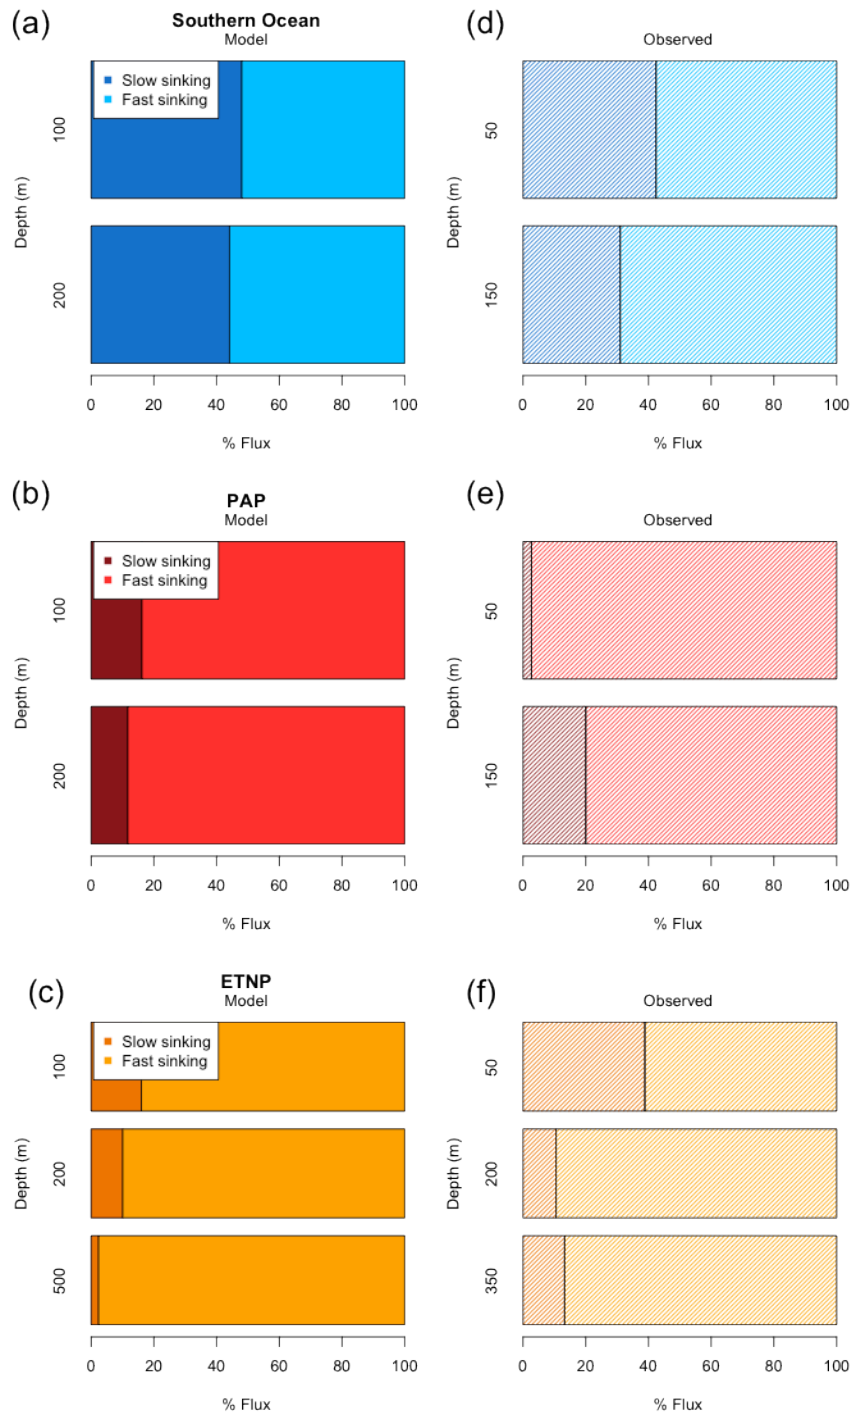 (a)
Southern Ocean
Model
Slow sinking
Fast sinking
100
200
Depth (m)
0 20 40 60 80 100
% Flux
(d)
Observed
50
150
Depth (m)
0 20 40 60 80 100
% Flux
(b)
PAP
Model
Slow sinking
Fast sinking
100
200
Depth (m)
0 20 40 60 80 100
% Flux
(e)
Observed
50
150
Depth (m)
0 20 40 60 80 100
% Flux
(c)
ETNP
Model
Slow sinking
Fast sinking
100
200
500
Depth (m)
0 20 40 60 80 100
% Flux
(f)
Observed
50
200
350
Depth (m)
0 20 40 60 80 100
% Flux